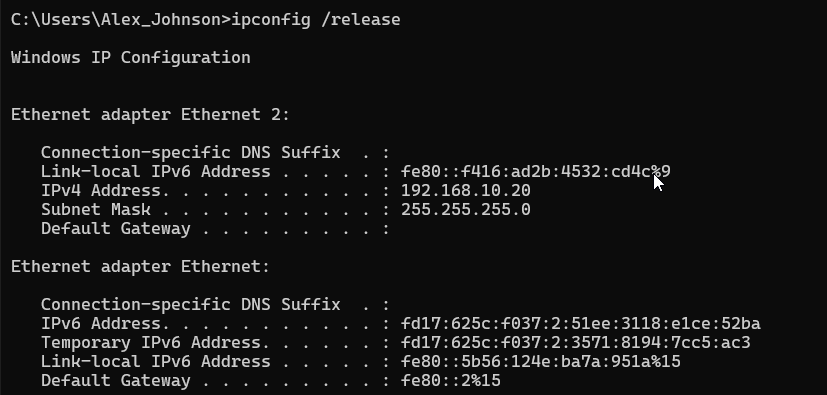 C:\Users\Alex_Johnson>ipconfig /release
Windows IP Configuration
Ethernet adapter Ethernet 2:
Connection-specific DNS Suffix  . :
Link-local IPv6 Address . . . . . : fe80::f416:ad2b:4532:cd4c%9
IPv4 Address. . . . . . . . . . . : 192.168.10.20
Subnet Mask . . . . . . . . . . . : 255.255.255.0
Default Gateway . . . . . . . . . :
Ethernet adapter Ethernet:
Connection-specific DNS Suffix  . :
IPv6 Address. . . . . . . . . . . : fd17:625c:f037:2:51ee:3118:e1ce:52ba
Temporary IPv6 Address. . . . . . : fd17:625c:f037:2:3571:8194:7cc5:ac3
Link-local IPv6 Address . . . . . : fe80::5b56:124e:ba7a:951a%15
Default Gateway . . . . . . . . . : fe80::2%15